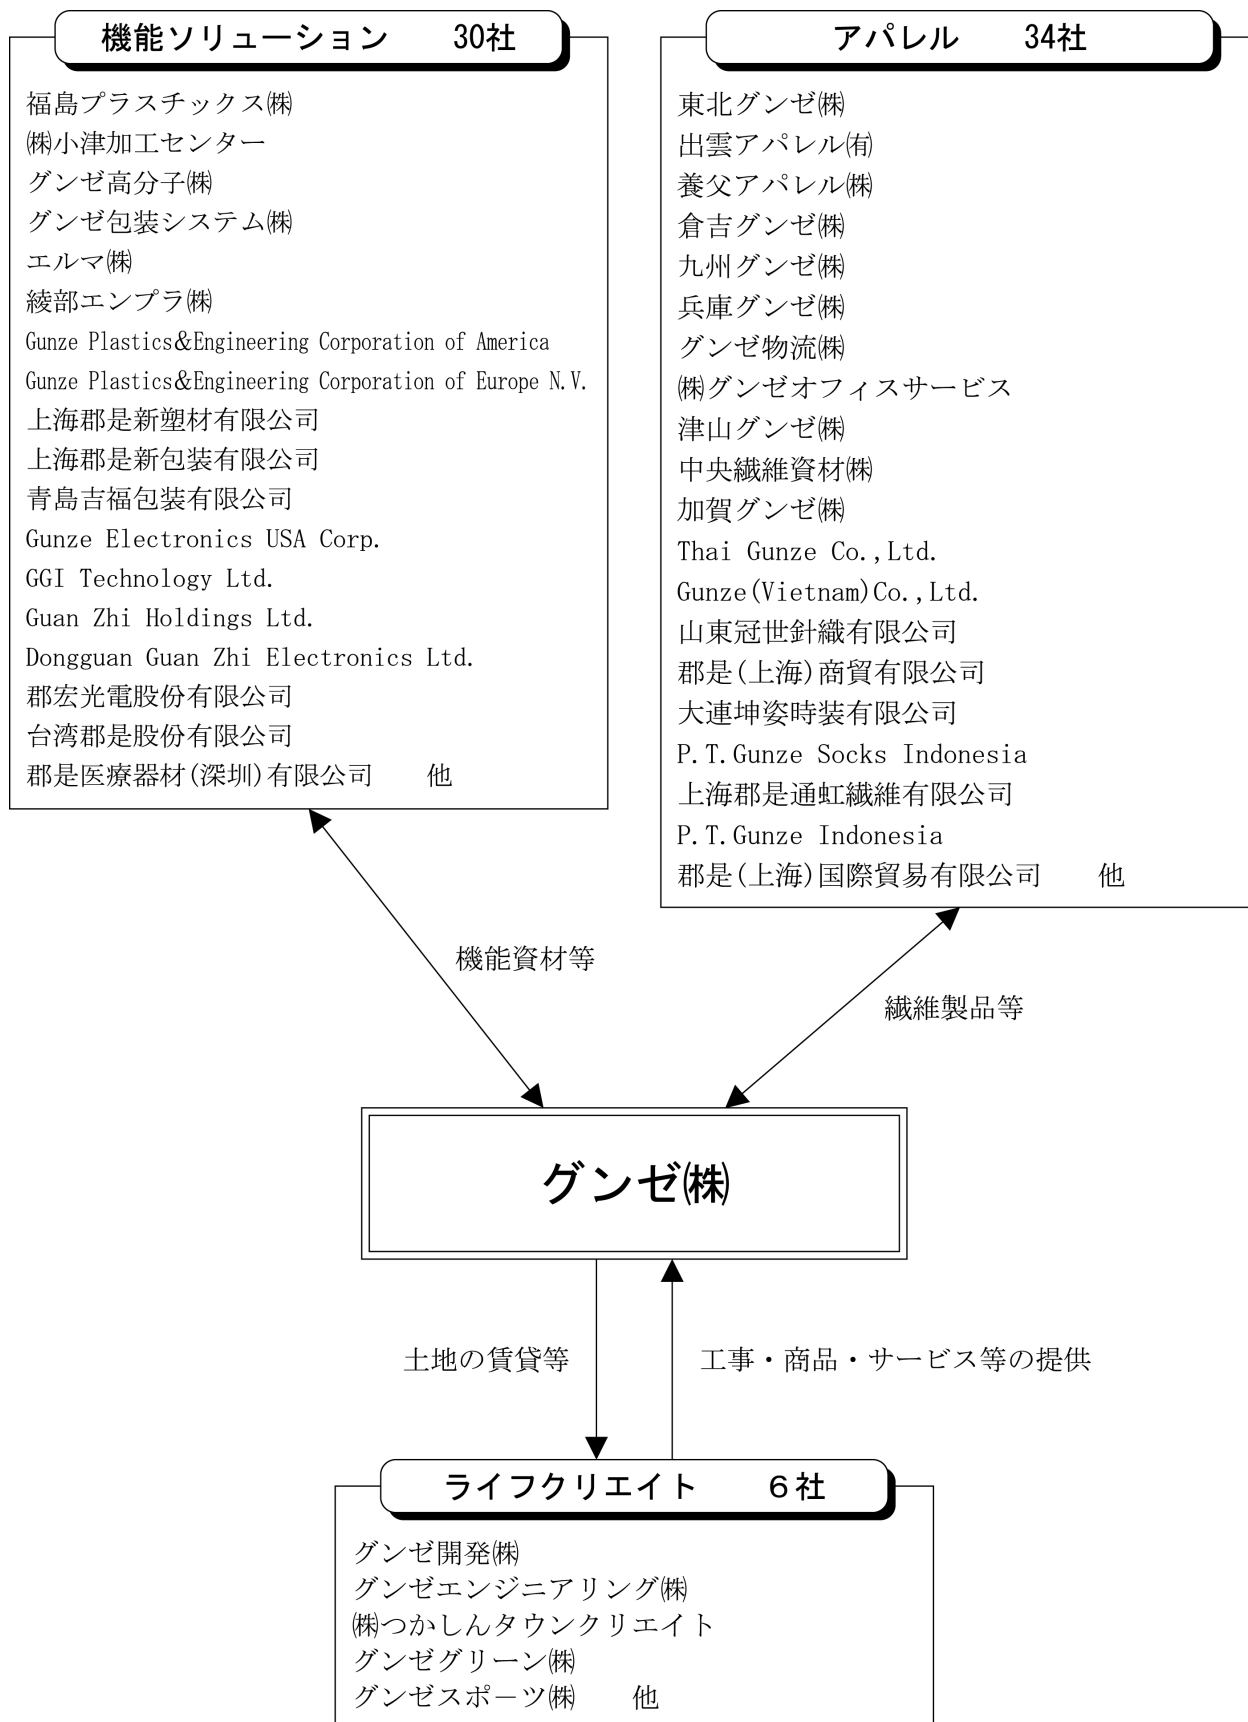 機能ソリューション　　30社
福島プラスチックス㈱
㈱小津加工センター
グンゼ高分子㈱
グンゼ包装システム㈱
エルマ㈱
綾部エンプラ㈱
Gunze Plastics&Engineering Corporation of America
Gunze Plastics&Engineering Corporation of Europe N.V.
上海郡是新塑材有限公司
上海郡是新包装有限公司
青島吉福包装有限公司
Gunze Electronics USA Corp.
GGI Technology Ltd.
Guan Zhi Holdings Ltd.
Dongguan Guan Zhi Electronics Ltd.
郡宏光電股份有限公司
台湾郡是股份有限公司
郡是医療器材(深圳)有限公司　　他
アパレル　　34社
東北グンゼ㈱
出雲アパレル㈲
養父アパレル㈱
倉吉グンゼ㈱
九州グンゼ㈱
兵庫グンゼ㈱
グンゼ物流㈱
㈱グンゼオフィスサービス
津山グンゼ㈱
中央繊維資材㈱
加賀グンゼ㈱
Thai Gunze Co.,Ltd.
Gunze(Vietnam)Co.,Ltd.
山東冠世針織有限公司
郡是(上海)商貿有限公司
大連坤姿時装有限公司
P.T.Gunze Socks Indonesia
上海郡是通虹繊維有限公司
P.T.Gunze Indonesia
郡是(上海)国際貿易有限公司　　他
機能資材等
繊維製品等
グンゼ㈱
土地の賃貸等
工事・商品・サービス等の提供
ライフクリエイト　　６社
グンゼ開発㈱
グンゼエンジニアリング㈱
㈱つかしんタウンクリエイト
グンゼグリーン㈱
グンゼスポーツ㈱　　他